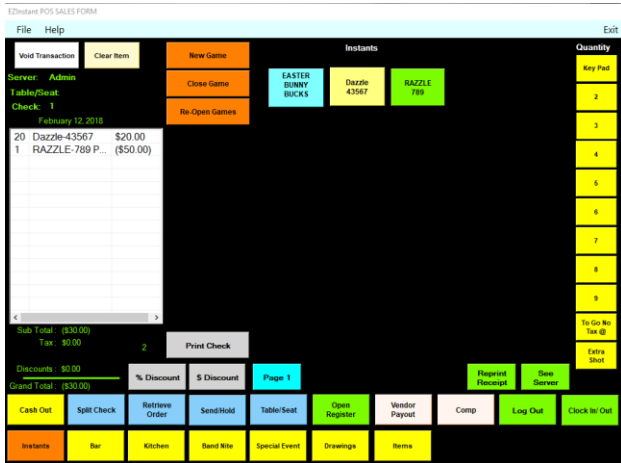 EZInstant POS SALES FORM
File Help Exit
Void Transaction Clear Item New Game Instants Quantity
Server: Admin
Table/Seat:
Check: 1
February 12, 2018
Close Game
Re-Open Games
EASTER
BUNNY
BUCKS
Dazzle
43567
RAZZLE
789
Key Pad
2
3
4
5
6
7
8
9
To Go No
Tax @
Extra
Shot
20 Dazzle-43567 $20.00
1 RAZZLE-789 P... ($50.00)
Sub Total : ($30.00)
Tax : $0.00
2
Print Check
Discounts : $0.00
Grand Total : ($30.00)
% Discount $ Discount Page 1
Reprint
Receipt
See
Server
Cash Out Split Check
Retrieve
Order
Send/Hold Table/Seat
Open
Register
Vendor
Payout
Comp Log Out Clock In/ Out
Instants Bar Kitchen Band Nite Special Event Drawings Items